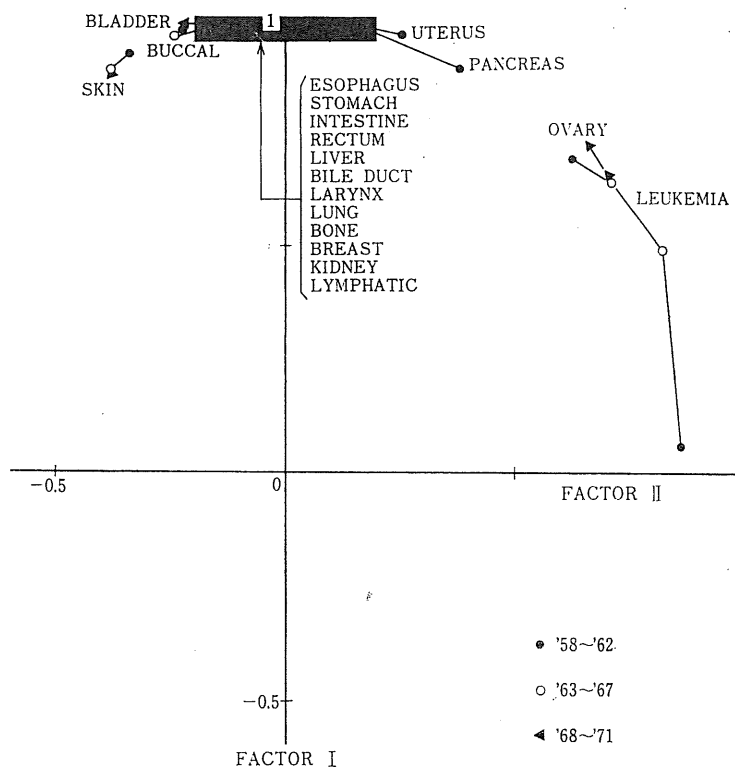 BLADDER
1
UTERUS
BUCCAL
PANCREAS
SKIN
ESOPHAGUS
STOMACH
INTESTINE
RECTUM
LIVER
BILE DUCT
LARYNX
LUNG
BONE
BREAST
KIDNEY
LYMPHATIC
OVARY
LEUKEMIA
−0.5
0
FACTOR II
'58~'62
'63~'67
−0.5
'68~'71
FACTOR I